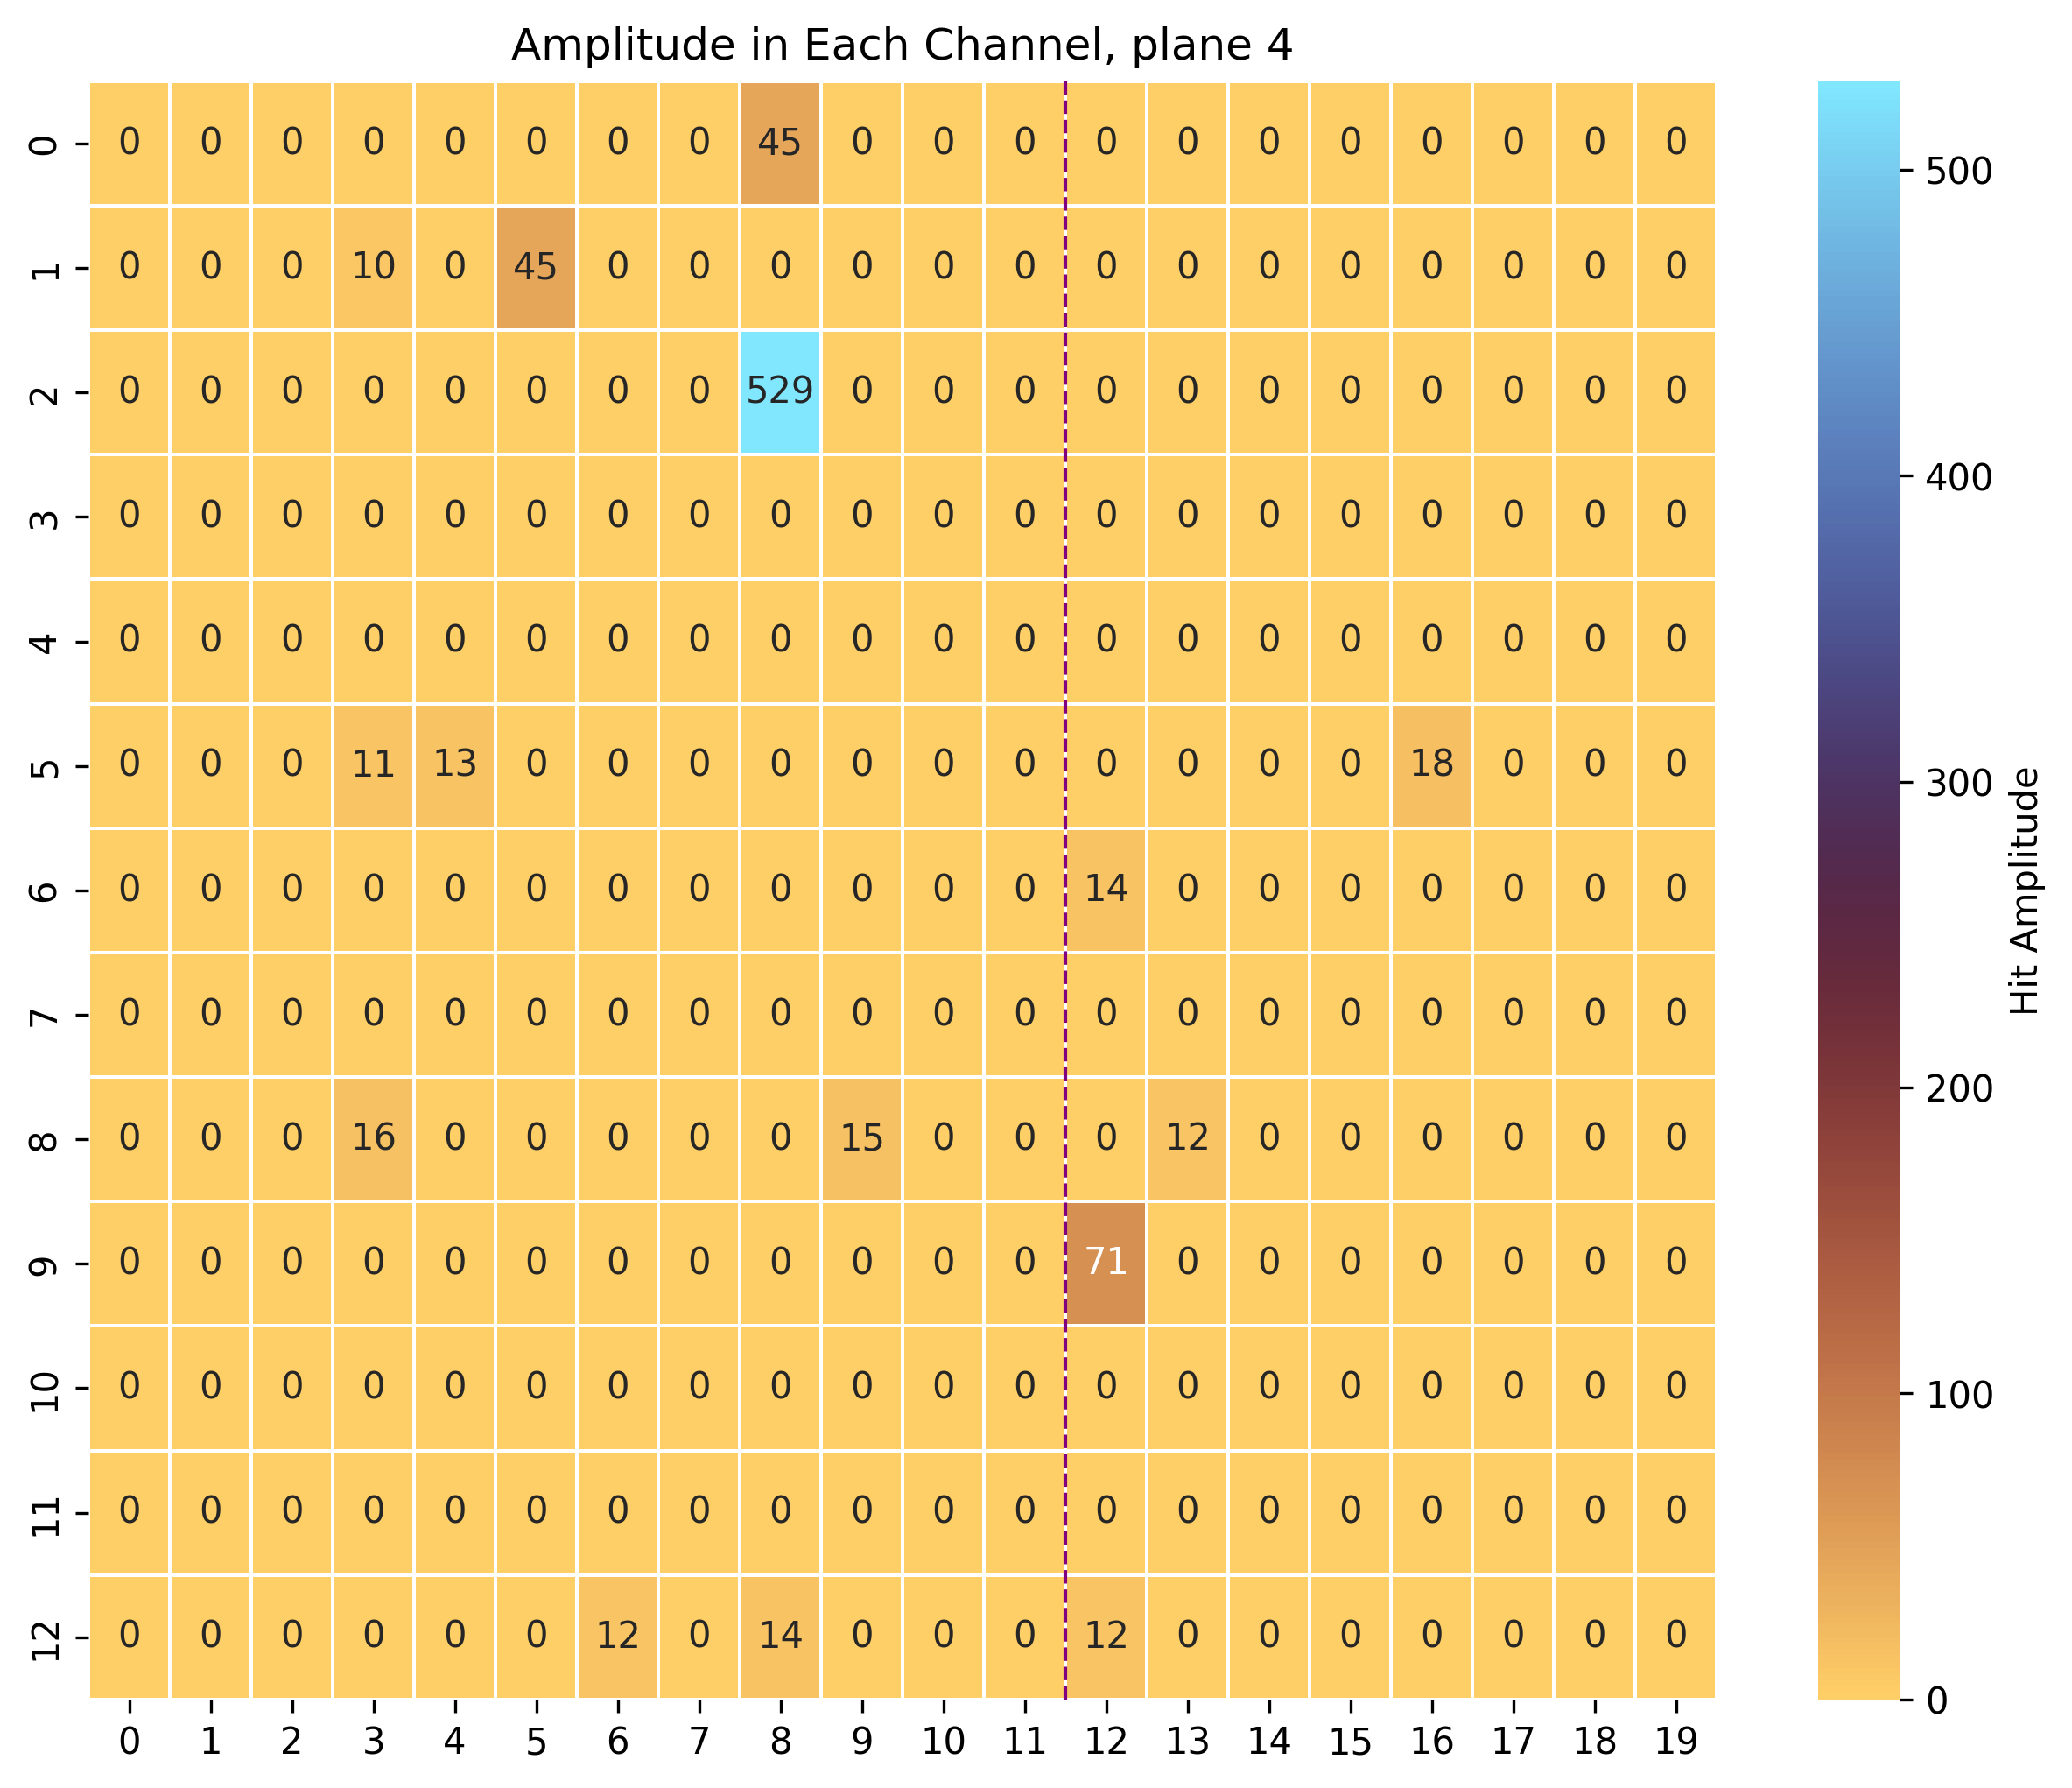 Amplitude in Each Channel, plane 4
0 0 0 0 0 0 0 0 0 45 0 0 0 0 0 0 0 0 0 0 0
1 0 0 0 10 0 45 0 0 0 0 0 0 0 0 0 0 0 0 0 0
2 0 0 0 0 0 0 0 0 529 0 0 0 0 0 0 0 0 0 0 0
3 0 0 0 0 0 0 0 0 0 0 0 0 0 0 0 0 0 0 0 0
4 0 0 0 0 0 0 0 0 0 0 0 0 0 0 0 0 0 0 0 0
5 0 0 0 11 13 0 0 0 0 0 0 0 0 0 0 0 18 0 0 0
6 0 0 0 0 0 0 0 0 0 0 0 0 14 0 0 0 0 0 0 0
7 0 0 0 0 0 0 0 0 0 0 0 0 0 0 0 0 0 0 0 0
8 0 0 0 16 0 0 0 0 0 15 0 0 0 12 0 0 0 0 0 0
9 0 0 0 0 0 0 0 0 0 0 0 0 71 0 0 0 0 0 0 0
10 0 0 0 0 0 0 0 0 0 0 0 0 0 0 0 0 0 0 0 0
11 0 0 0 0 0 0 0 0 0 0 0 0 0 0 0 0 0 0 0 0
12 0 0 0 0 0 0 12 0 14 0 0 0 12 0 0 0 0 0 0 0
0 1 2 3 4 5 6 7 8 9 10 11 12 13 14 15 16 17 18 19
500
400
300
200
100
0
Hit Amplitude